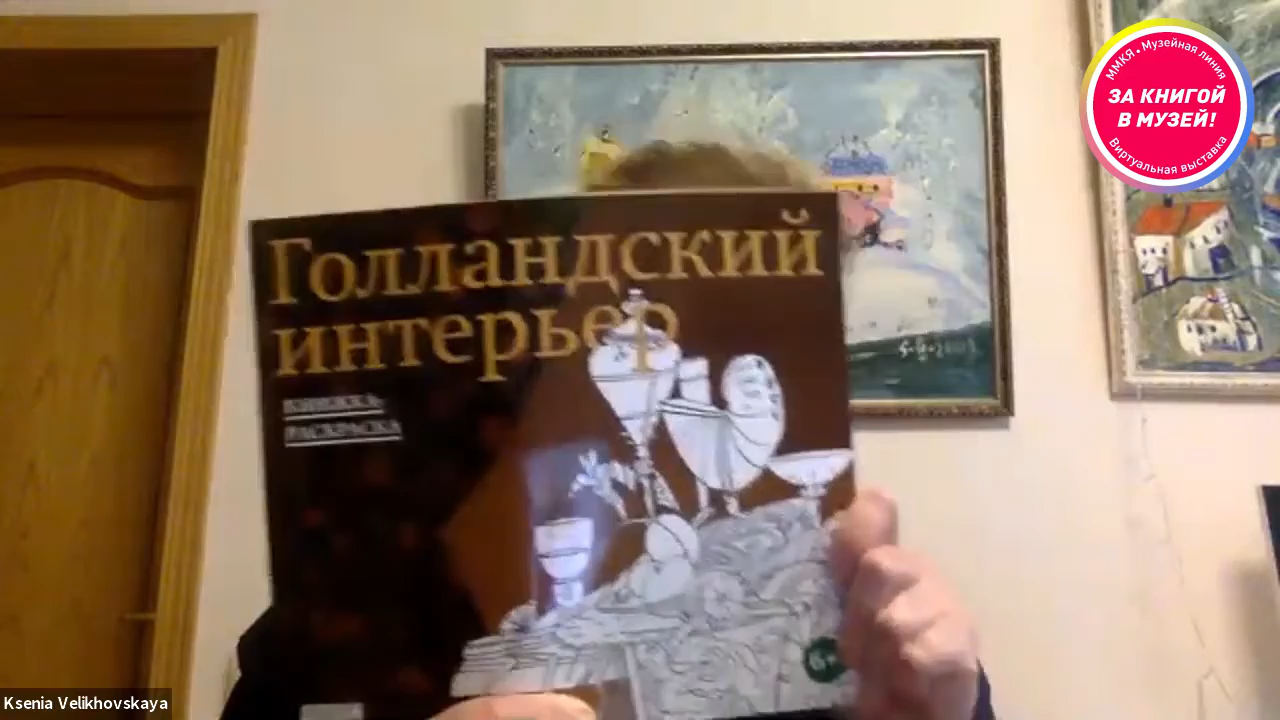 ММКЯ • Музейная линия
ЗА КНИГОЙ
В МУЗЕЙ!
Виртуальная выставка
Голландский
интерьер
КНИЖКА-
РАСКРАСКА
6+
Ksenia Velikhovskaya